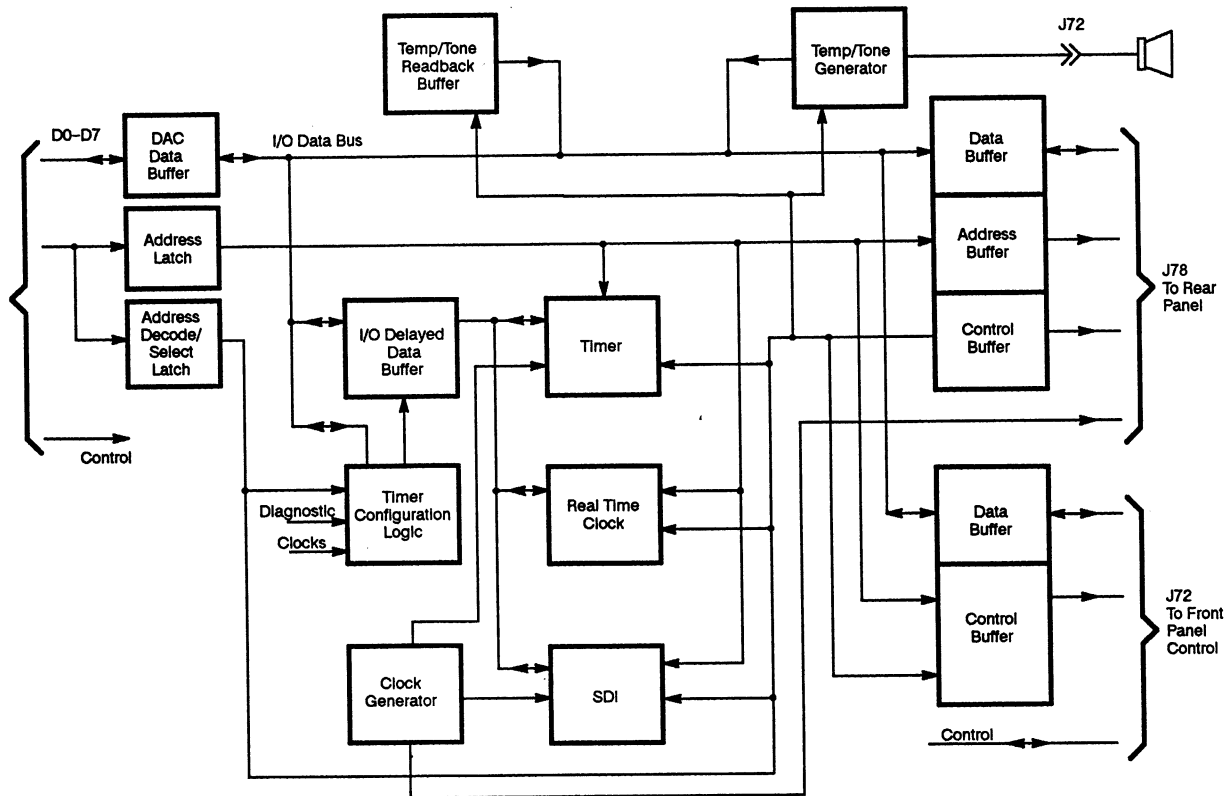 Temp/Tone
Readback
Buffer
Temp/Tone
Generator
J72
D0–D7
DAC
Data
Buffer
I/O Data Bus
Data
Buffer
Address
Latch
Address
Buffer
Address
Decode/
Select
Latch
I/O Delayed
Data
Buffer
Timer
Control
Buffer
J78
To Rear
Panel
Control
Diagnostic
Clocks
Timer
Configuration
Logic
Real Time
Clock
Data
Buffer
Control
Buffer
J72
To Front
Panel
Control
Clock
Generator
SDI
Control